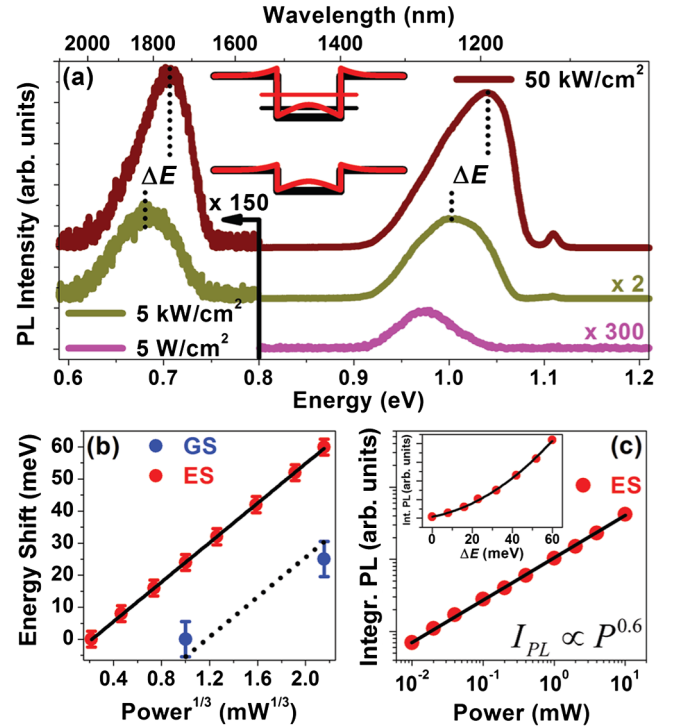 Wavelength (nm)
2000 1800 1600 1400 1200
(a)
50 kW/cm²
ΔE
ΔE
x 150
x 2
5 kW/cm²
5 W/cm²
x 300
PL Intensity (arb. units)
0.6 0.7 0.8 0.9 1.0 1.1 1.2
Energy (eV)
(b)
GS
ES
Energy Shift (meV)
60
50
40
30
20
10
0
0.4 0.8 1.2 1.6 2.0
Power^1/3 (mW^1/3)
(c)
ES
Integr. PL (arb. units)
Int. PL (arb. units)
0 20 40 60
ΔE (meV)
I_PL ∝ P^0.6
10^-2 10^-1 10^0 10^1
Power (mW)